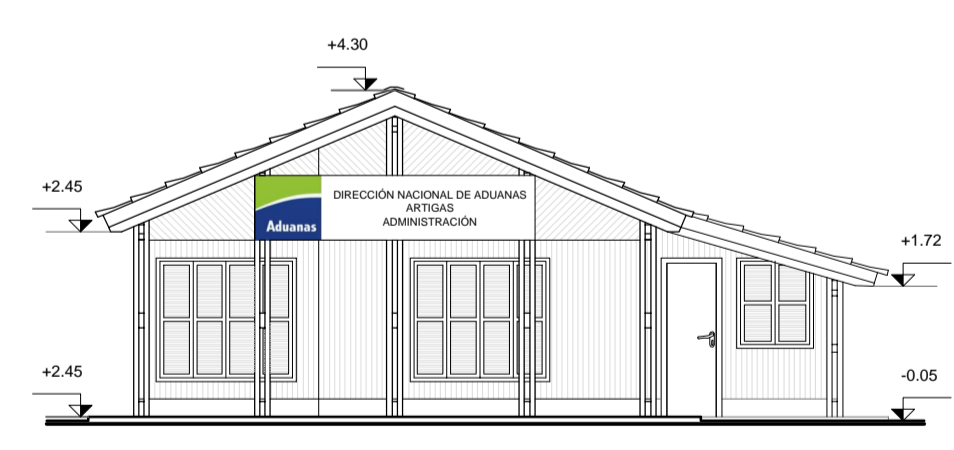 +4.30
+2.45
DIRECCIÓN NACIONAL DE ADUANAS
ARTIGAS
ADMINISTRACIÓN
Aduanas
+1.72
+2.45
-0.05